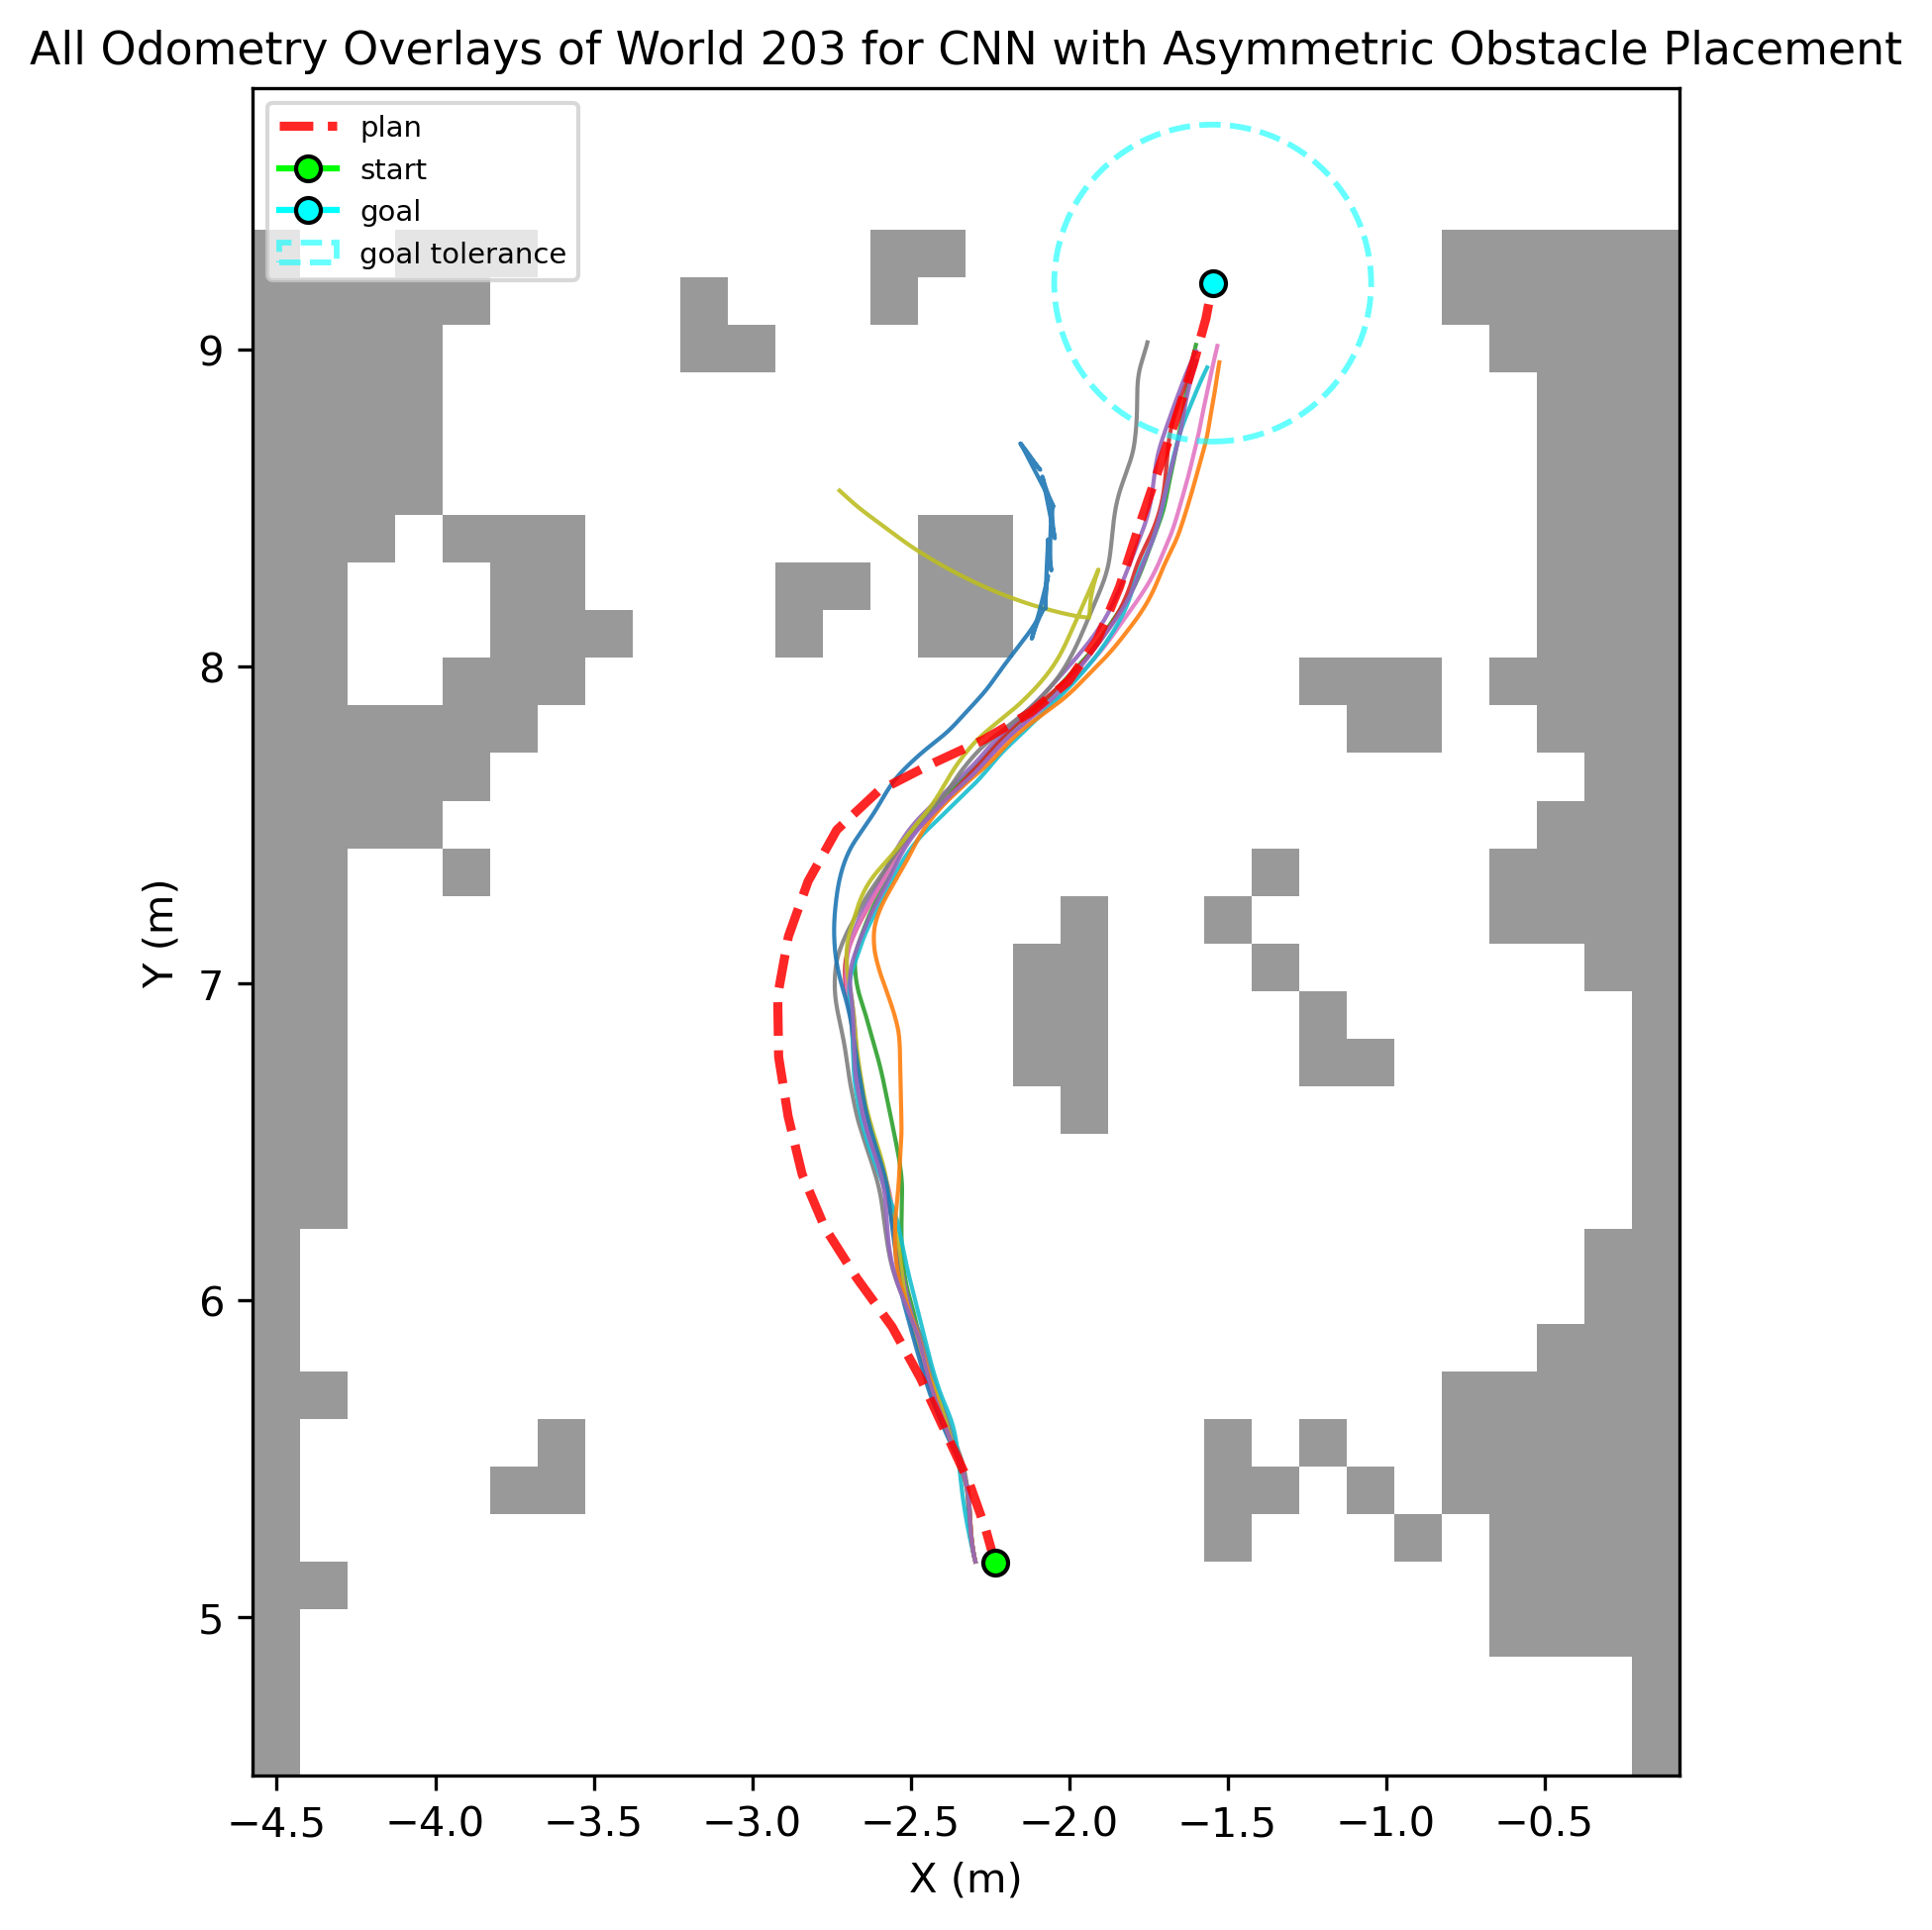 All Odometry Overlays of World 203 for CNN with Asymmetric Obstacle Placement
plan
start
goal
goal tolerance
9
8
7
6
5
Y (m)
−4.5 −4.0 −3.5 −3.0 −2.5 −2.0 −1.5 −1.0 −0.5
X (m)